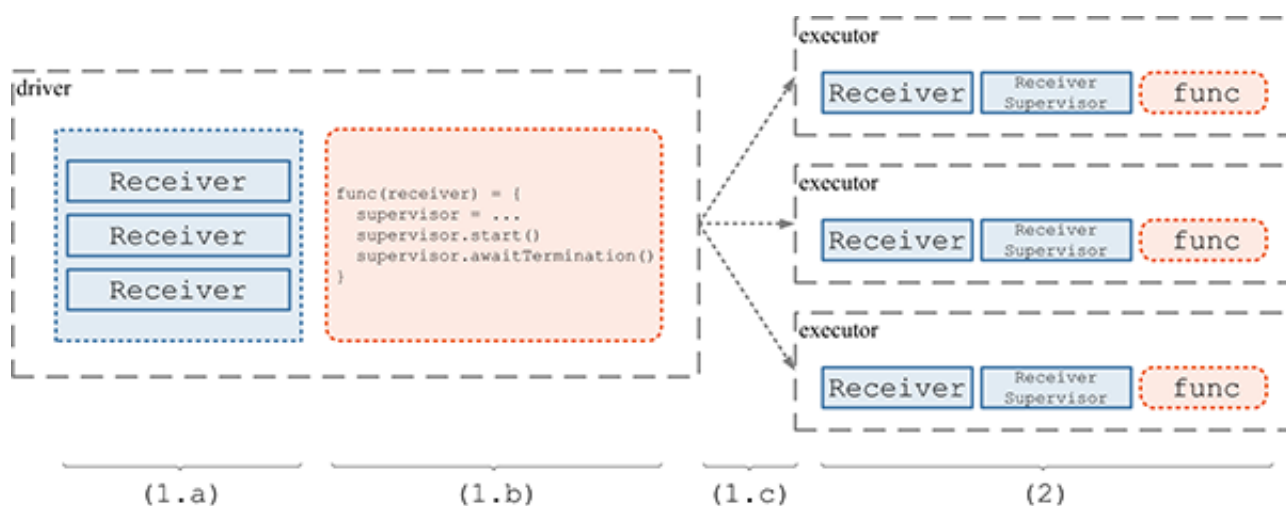 driver
Receiver
Receiver
Receiver
func(receiver) = {
supervisor = ...
supervisor.start()
supervisor.awaitTermination()
}
executor
Receiver
Receiver
Supervisor
func
executor
Receiver
Receiver
Supervisor
func
executor
Receiver
Receiver
Supervisor
func
(1.a)
(1.b)
(1.c)
(2)